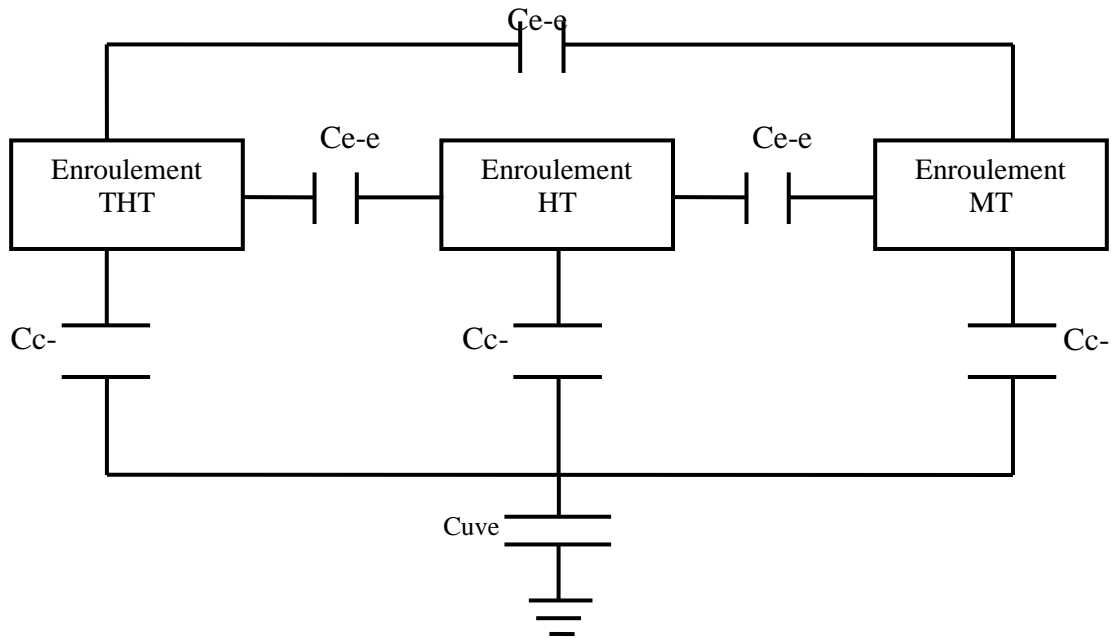 Ce-e
Ce-e
Ce-e
Enroulement
THT
Enroulement
HT
Enroulement
MT
Cc-
Cc-
Cc-
Cuve